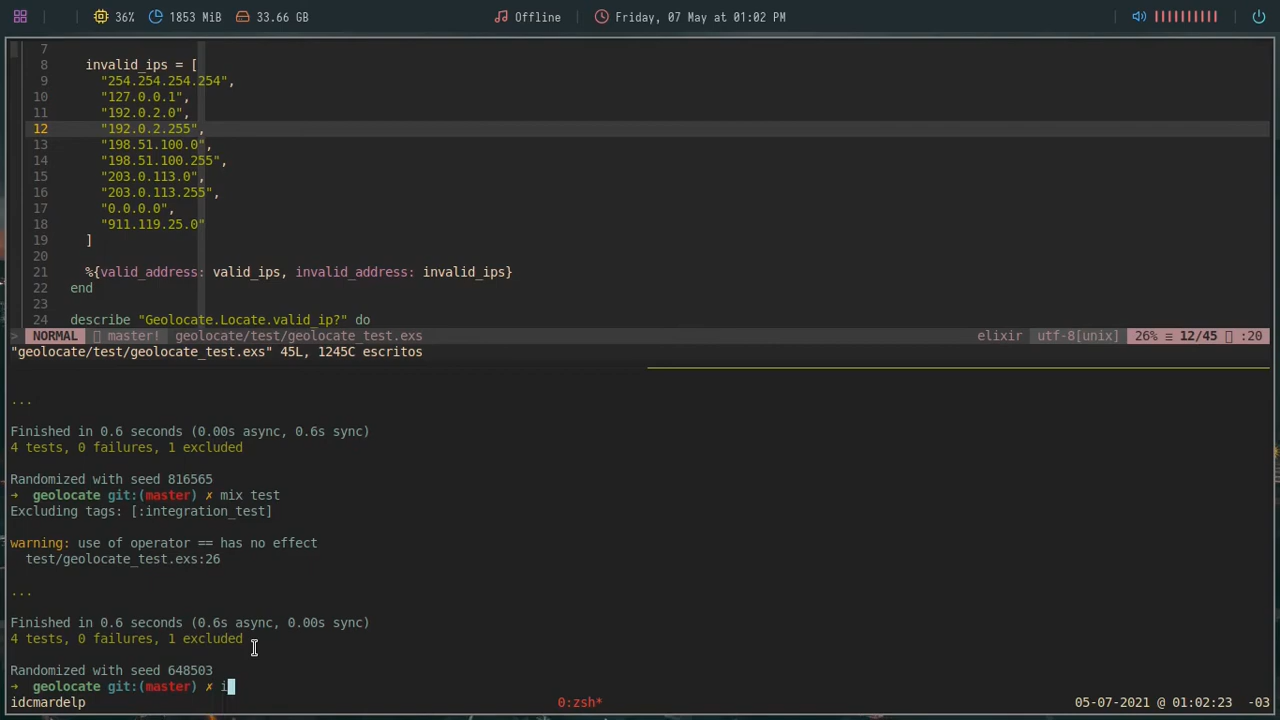 36% 1853 MiB 33.66 GB Offline Friday, 07 May at 01:02 PM
7
8 invalid_ips = [
9 "254.254.254.254",
10 "127.0.0.1",
11 "192.0.2.0",
12 "192.0.2.255",
13 "198.51.100.0",
14 "198.51.100.255",
15 "203.0.113.0",
16 "203.0.113.255",
17 "0.0.0.0",
18 "911.119.25.0"
19 ]
20
21 %{valid_address: valid_ips, invalid_address: invalid_ips}
22 end
23
24 describe "Geolocate.Locate.valid_ip?" do
> NORMAL master! geolocate/test/geolocate_test.exs elixir utf-8[unix] 26% ≡ 12/45 :20
"geolocate/test/geolocate_test.exs" 45L, 1245C escritos
...
Finished in 0.6 seconds (0.00s async, 0.6s sync)
4 tests, 0 failures, 1 excluded
Randomized with seed 816565
→ geolocate git:(master) ✗ mix test
Excluding tags: [:integration_test]
warning: use of operator == has no effect
test/geolocate_test.exs:26
...
Finished in 0.6 seconds (0.6s async, 0.00s sync)
4 tests, 0 failures, 1 excluded
Randomized with seed 648503
→ geolocate git:(master) ✗ i
idcmardelp 0:zsh* 05-07-2021 @ 01:02:23 -03